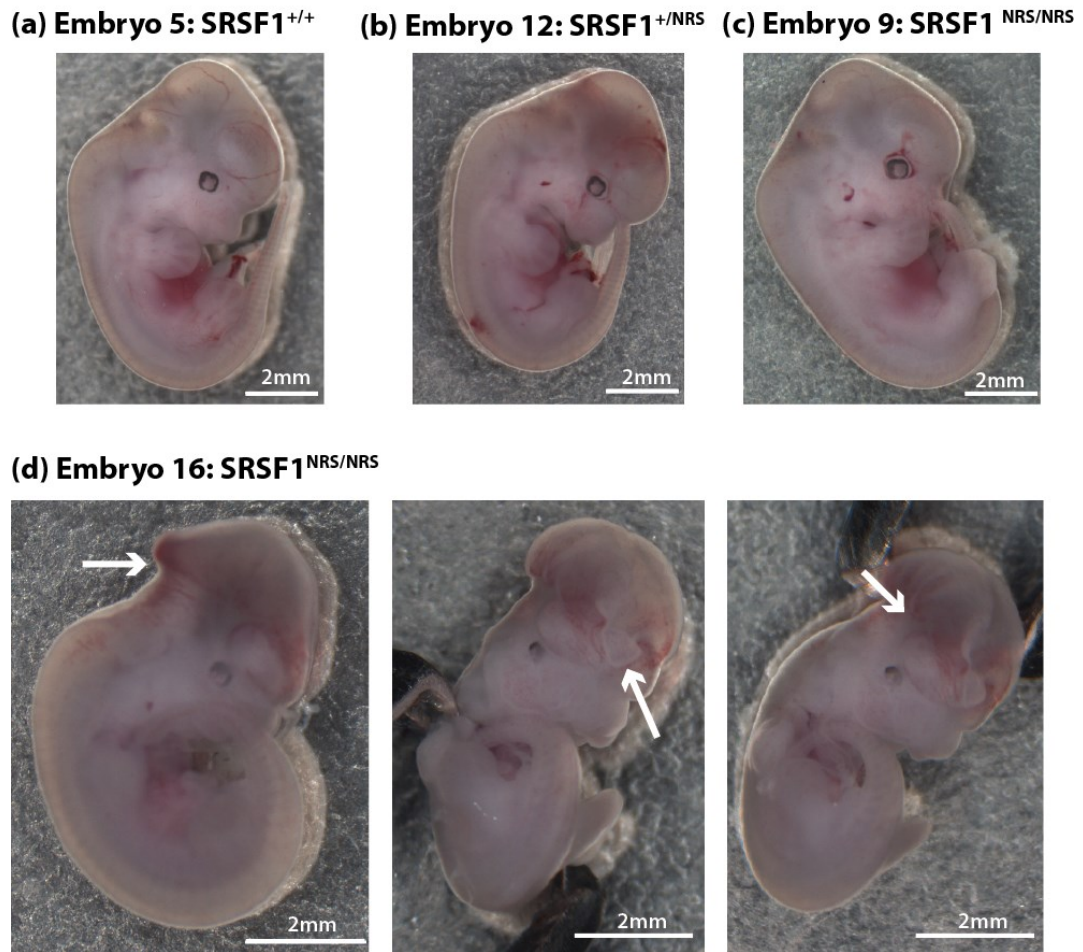 (a) Embryo 5: SRSF1+/+
(b) Embryo 12: SRSF1+/NRS
(c) Embryo 9: SRSF1 NRS/NRS
2mm
2mm
2mm
(d) Embryo 16: SRSF1NRS/NRS
2mm
2mm
2mm